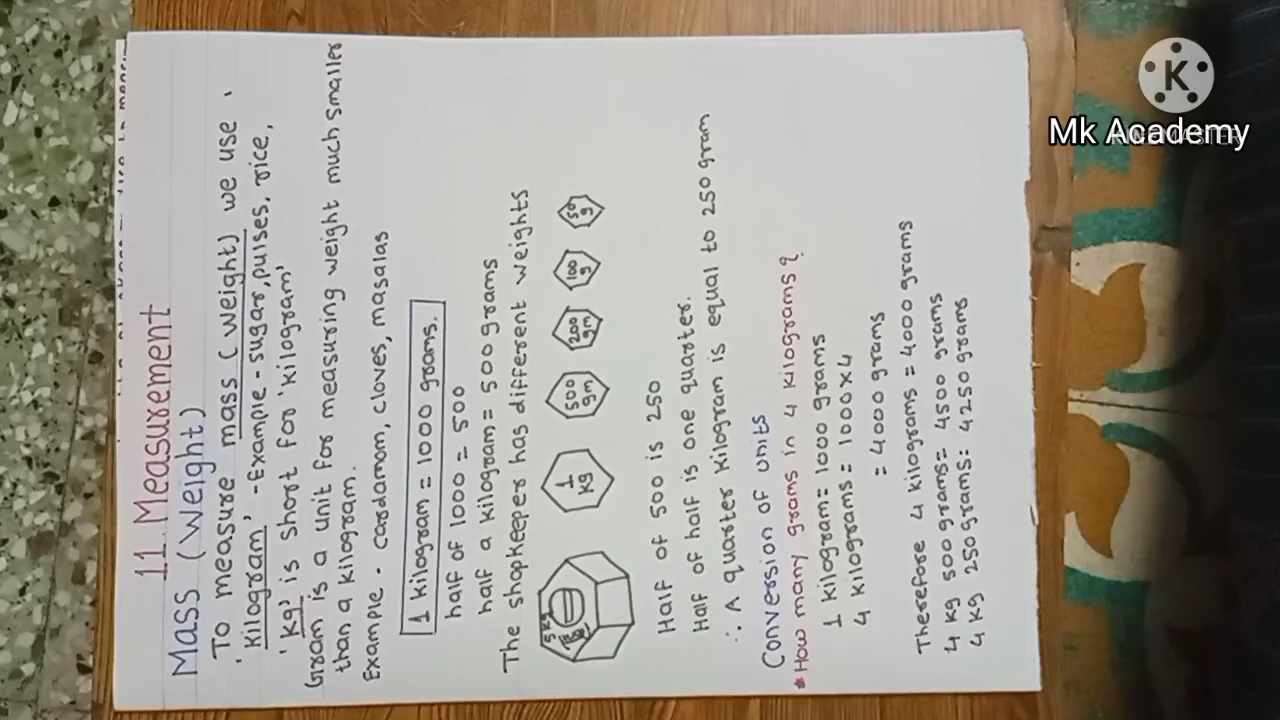 11. Measurement
Mass (Weight)
To measure mass (weight) we use,
'kilogram' - Example - sugar, pulses, rice,
'kg' is short for 'kilogram'
Gram is a unit for measuring weight much smaller
than a kilogram.
Example - cardamom, cloves, masalas
1 kilogram = 1000 grams.
half of 1000 = 500
half a kilogram = 500 grams
The shopkeeper has different weights
5 kg 1 kg 500 gm 200 gm 100 g 50 g
Half of 500 is 250
Half of half is one quarter.
∴ A quarter kilogram is equal to 250 gram
Conversion of units
* How many grams in 4 kilograms?
1 kilogram = 1000 grams
4 kilograms = 1000 x 4
= 4000 grams
Therefore 4 kilograms = 4000 grams
4 kg 500 grams = 4500 grams
4 kg 250 grams = 4250 grams
K
Mk Academy